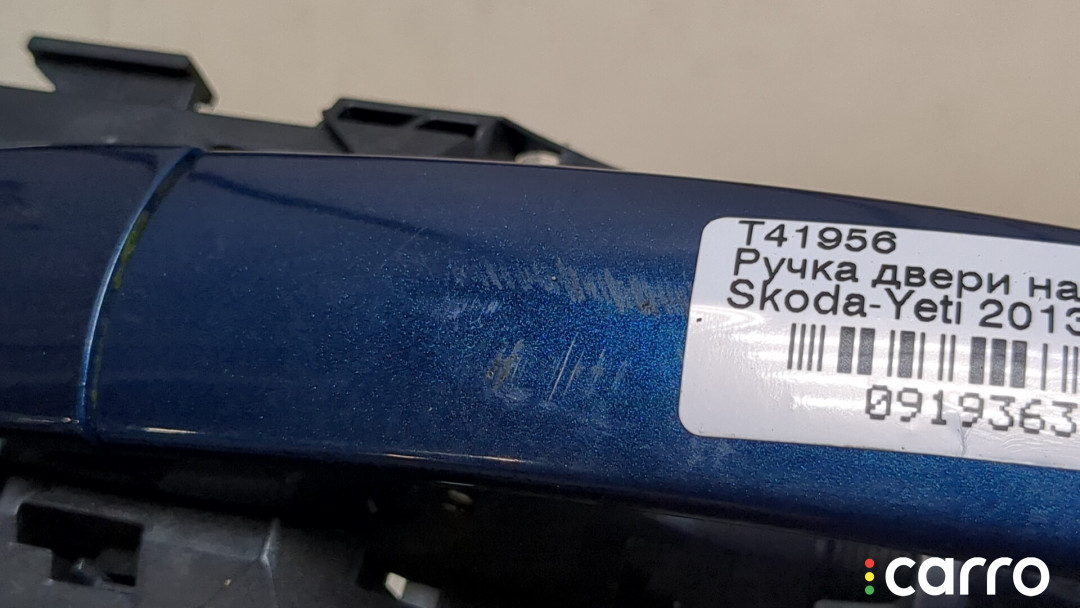 T41956
Ручка двери на
Skoda-Yeti 2013
0919363
carro